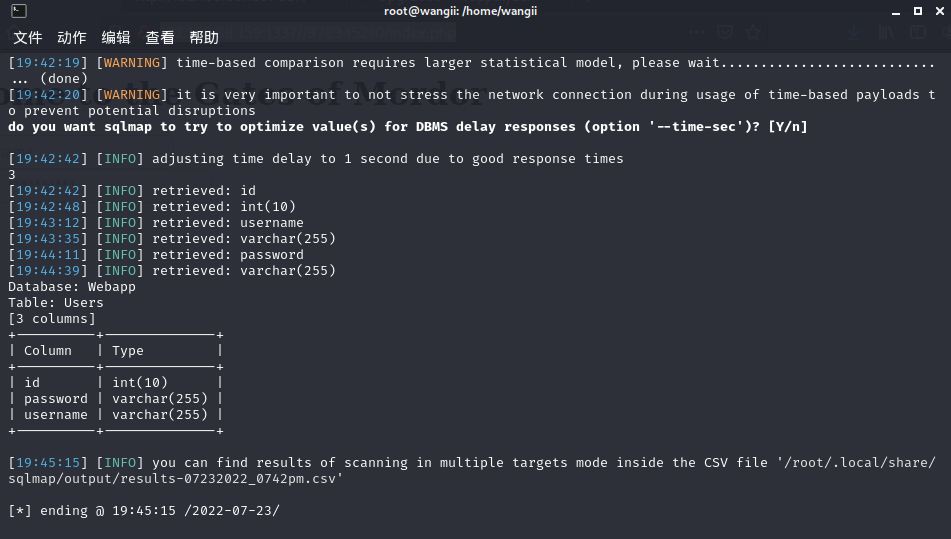 root@wangii: /home/wangii
文件 动作 编辑 查看 帮助
[19:42:19] [WARNING] time-based comparison requires larger statistical model, please wait...........................
... (done)
[19:42:20] [WARNING] it is very important to not stress the network connection during usage of time-based payloads t
o prevent potential disruptions
do you want sqlmap to try to optimize value(s) for DBMS delay responses (option '--time-sec')? [Y/n]
[19:42:42] [INFO] adjusting time delay to 1 second due to good response times
3
[19:42:42] [INFO] retrieved: id
[19:42:48] [INFO] retrieved: int(10)
[19:43:12] [INFO] retrieved: username
[19:43:35] [INFO] retrieved: varchar(255)
[19:44:11] [INFO] retrieved: password
[19:44:39] [INFO] retrieved: varchar(255)
Database: Webapp
Table: Users
[3 columns]
+----------+--------------+
| Column   | Type         |
+----------+--------------+
| id       | int(10)      |
| password | varchar(255) |
| username | varchar(255) |
+----------+--------------+
[19:45:15] [INFO] you can find results of scanning in multiple targets mode inside the CSV file '/root/.local/share/
sqlmap/output/results-07232022_0742pm.csv'
[*] ending @ 19:45:15 /2022-07-23/